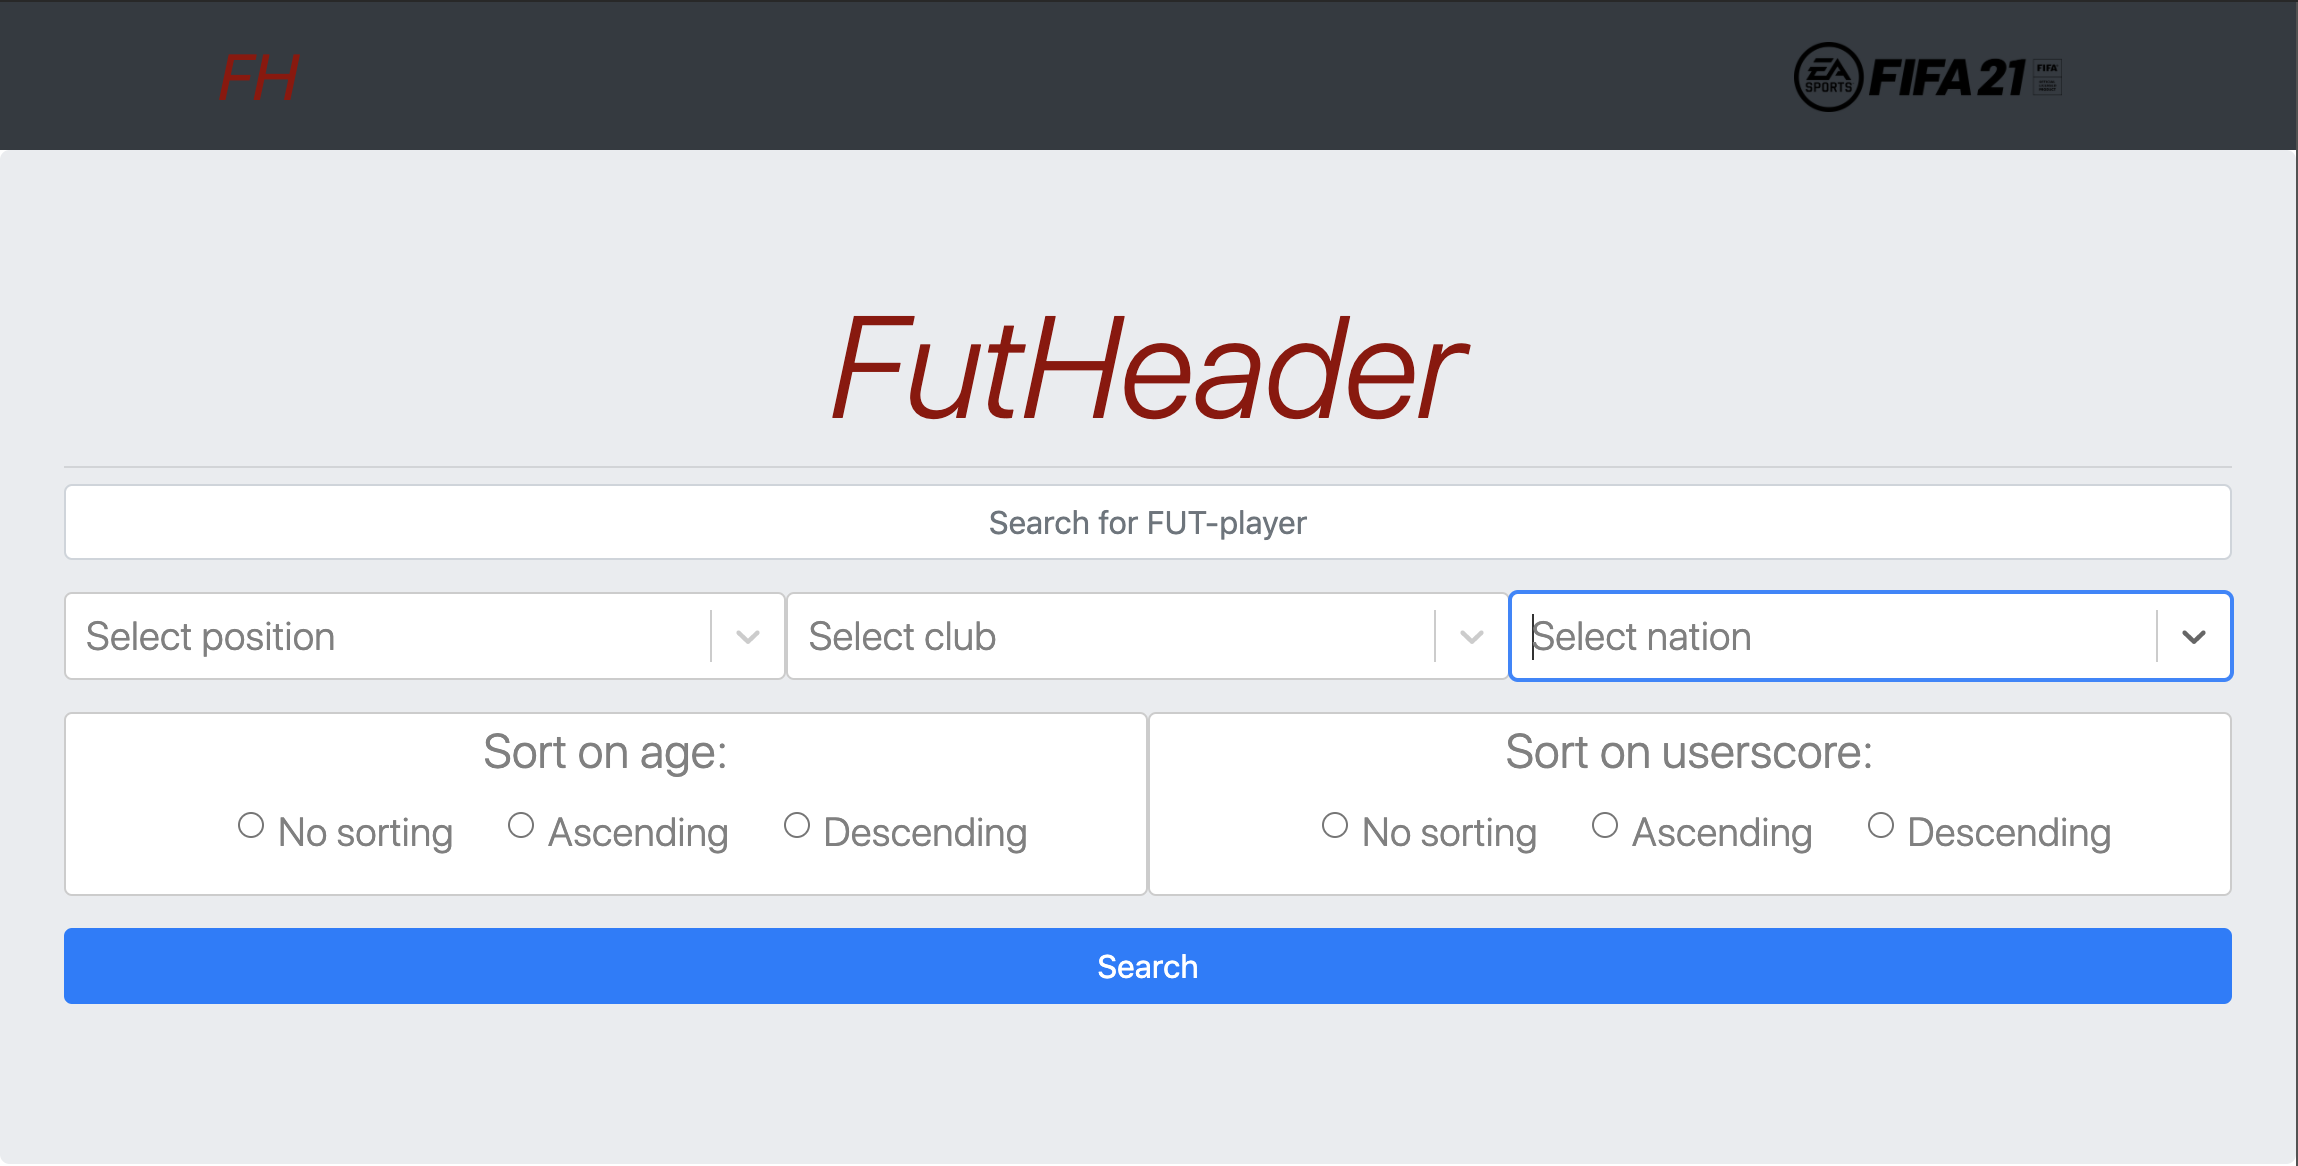 FH
EA SPORTS FIFA 21 FIFA
FutHeader
Search for FUT-player
Select position Select club Select nation
Sort on age: Sort on userscore:
No sorting Ascending Descending No sorting Ascending Descending
Search